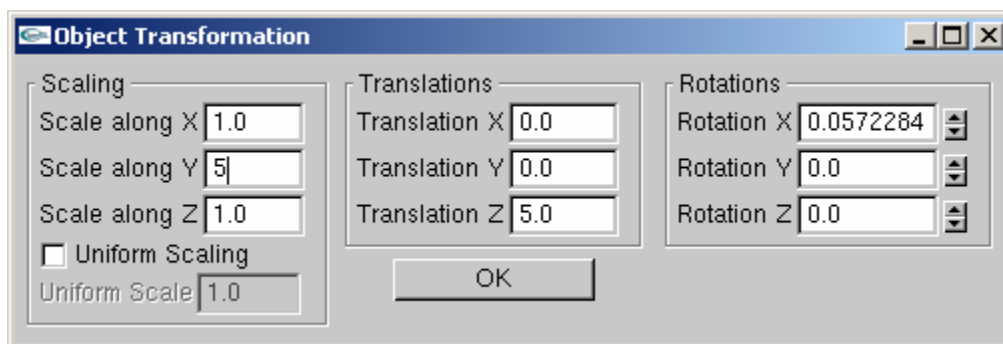 Object Transformation
Scaling
Scale along X 1.0
Scale along Y 5
Scale along Z 1.0
Uniform Scaling
Uniform Scale 1.0
Translations
Translation X 0.0
Translation Y 0.0
Translation Z 5.0
OK
Rotations
Rotation X 0.0572284
Rotation Y 0.0
Rotation Z 0.0